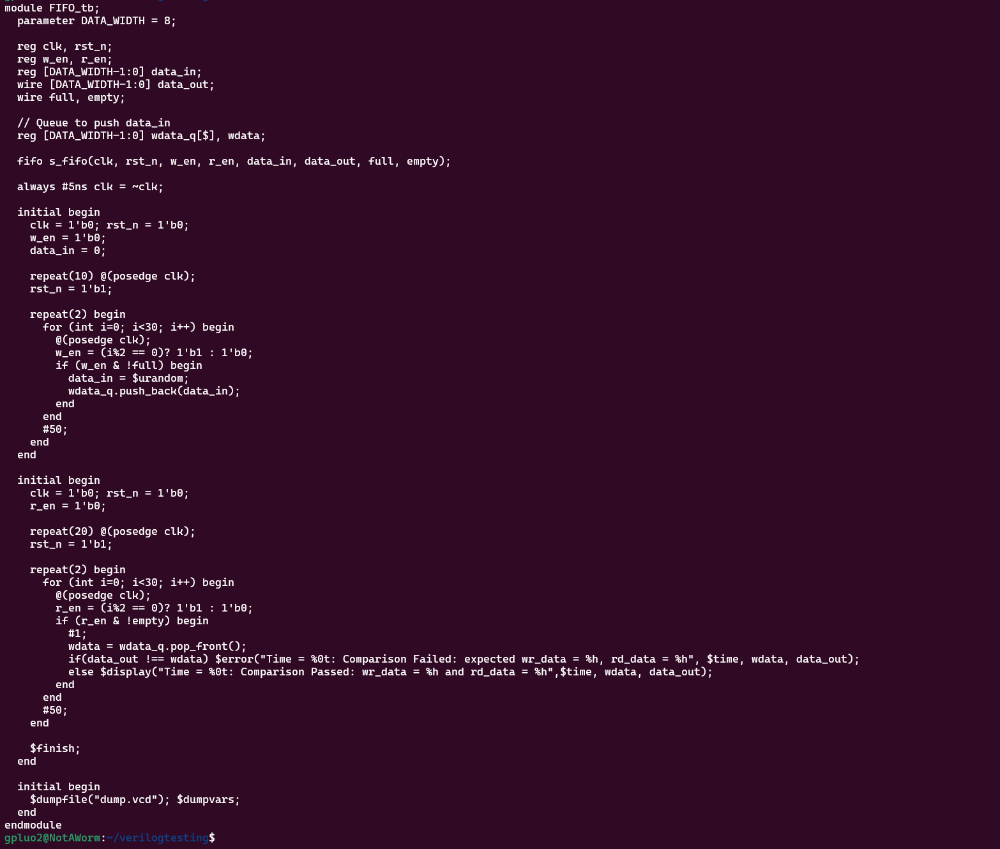 module FIFO_tb;
  parameter DATA_WIDTH = 8;

  reg clk, rst_n;
  reg w_en, r_en;
  reg [DATA_WIDTH-1:0] data_in;
  wire [DATA_WIDTH-1:0] data_out;
  wire full, empty;

  // Queue to push data_in
  reg [DATA_WIDTH-1:0] wdata_q[$], wdata;

  fifo s_fifo(clk, rst_n, w_en, r_en, data_in, data_out, full, empty);

  always #5ns clk = ~clk;

  initial begin
    clk = 1'b0; rst_n = 1'b0;
    w_en = 1'b0;
    data_in = 0;

    repeat(10) @(posedge clk);
    rst_n = 1'b1;

    repeat(2) begin
      for (int i=0; i<30; i++) begin
        @(posedge clk);
        w_en = (i%2 == 0)? 1'b1 : 1'b0;
        if (w_en & !full) begin
          data_in = $urandom;
          wdata_q.push_back(data_in);
        end
      end
      #50;
    end
  end

  initial begin
    clk = 1'b0; rst_n = 1'b0;
    r_en = 1'b0;

    repeat(20) @(posedge clk);
    rst_n = 1'b1;

    repeat(2) begin
      for (int i=0; i<30; i++) begin
        @(posedge clk);
        r_en = (i%2 == 0)? 1'b1 : 1'b0;
        if (r_en & !empty) begin
          #1;
          wdata = wdata_q.pop_front();
          if(data_out !== wdata) $error("Time = %0t: Comparison Failed: expected wr_data = %h, rd_data = %h", $time, wdata, data_out);
          else $display("Time = %0t: Comparison Passed: wr_data = %h and rd_data = %h",$time, wdata, data_out);
        end
      end
      #50;
    end

    $finish;
  end

  initial begin
    $dumpfile("dump.vcd"); $dumpvars;
  end
endmodule
gpluo2@NotAWorm:~/verilogtesting$